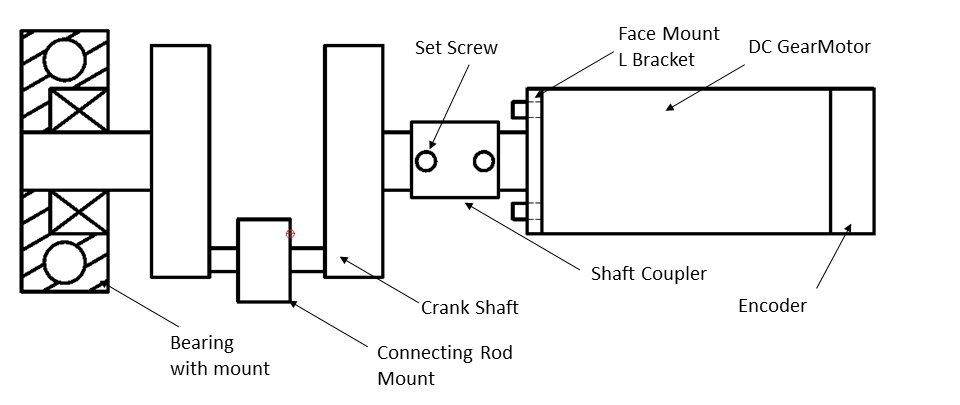 Set Screw
Face Mount
L Bracket
DC GearMotor
Shaft Coupler
Encoder
Crank Shaft
Bearing
with mount
Connecting Rod
Mount